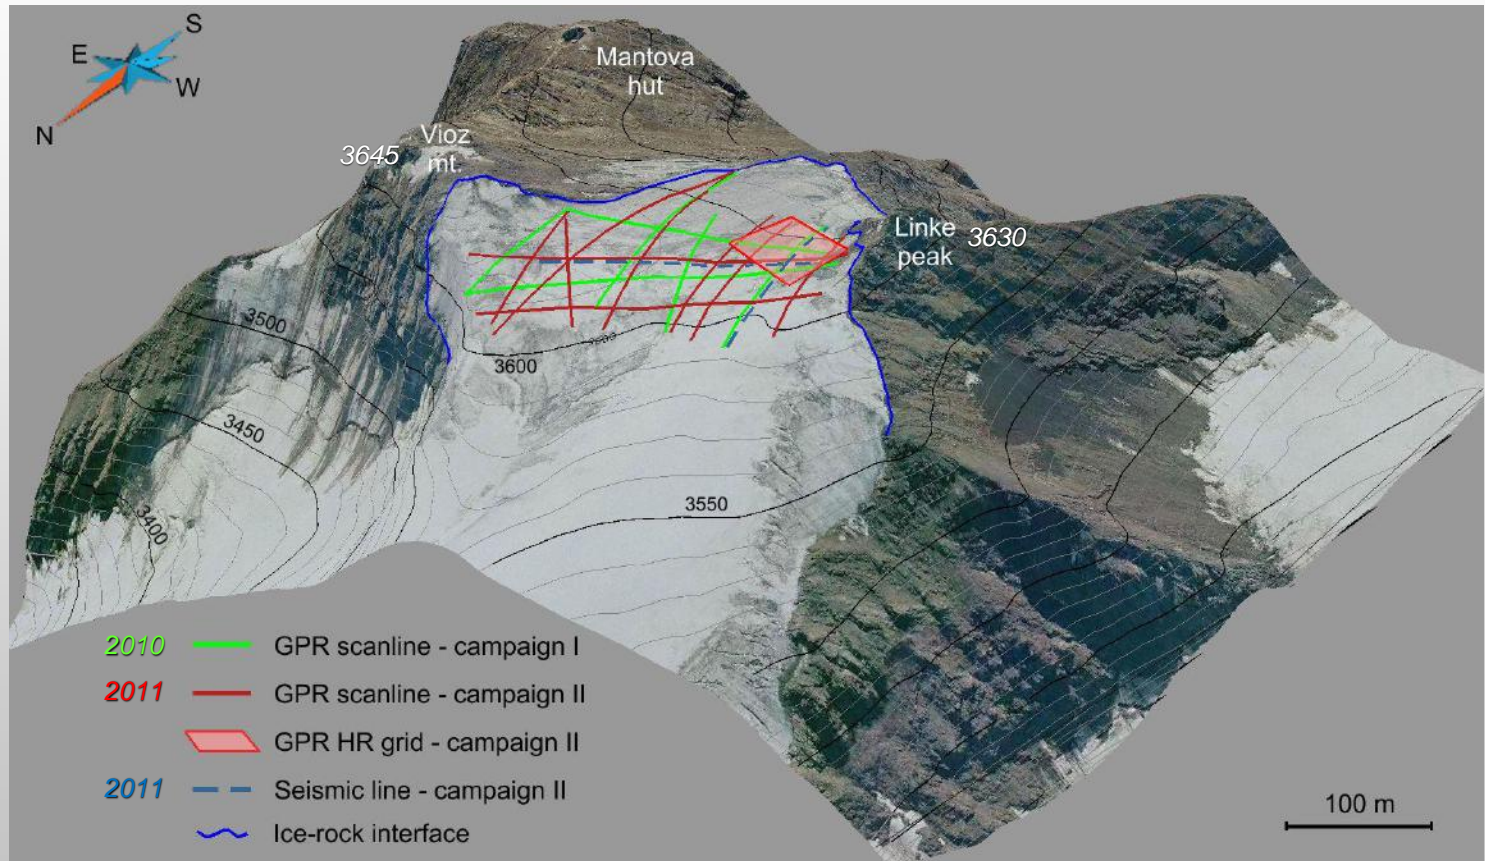 S
E
W
N
Mantova
hut
Vioz
mt.
3645
Linke
peak
3630
3500
3600
3450
3550
3400
2010 GPR scanline - campaign I
2011 GPR scanline - campaign II
GPR HR grid - campaign II
2011 Seismic line - campaign II
Ice-rock interface
100 m